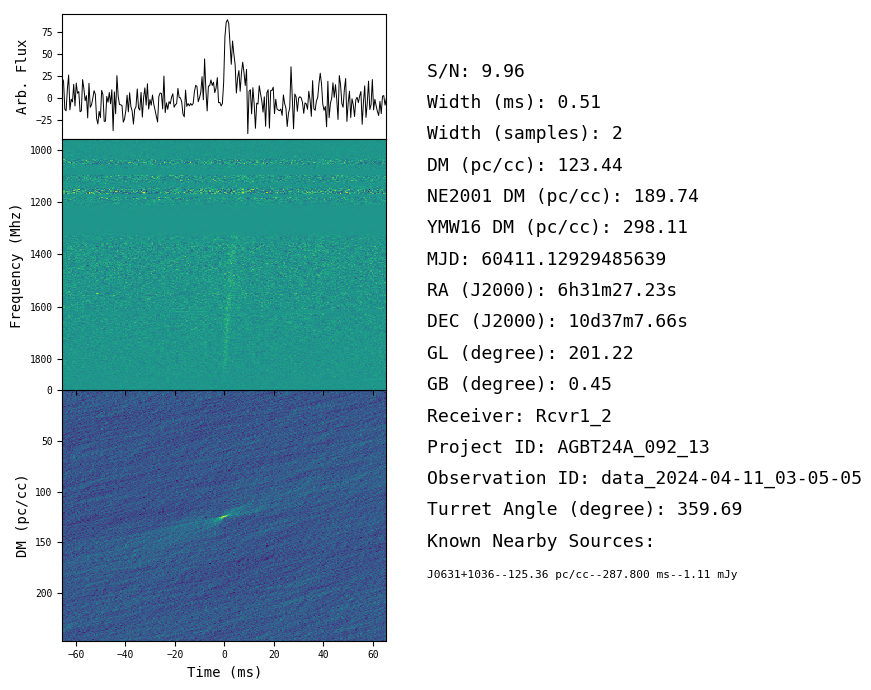 75
50
25
0
−25
Arb. Flux
1000
1200
1400
1600
1800
Frequency (Mhz)
0
50
100
150
200
DM (pc/cc)
−60
−40
−20
0
20
40
60
Time (ms)
S/N: 9.96
Width (ms): 0.51
Width (samples): 2
DM (pc/cc): 123.44
NE2001 DM (pc/cc): 189.74
YMW16 DM (pc/cc): 298.11
MJD: 60411.12929485639
RA (J2000): 6h31m27.23s
DEC (J2000): 10d37m7.66s
GL (degree): 201.22
GB (degree): 0.45
Receiver: Rcvr1_2
Project ID: AGBT24A_092_13
Observation ID: data_2024-04-11_03-05-05
Turret Angle (degree): 359.69
Known Nearby Sources:
J0631+1036--125.36 pc/cc--287.800 ms--1.11 mJy